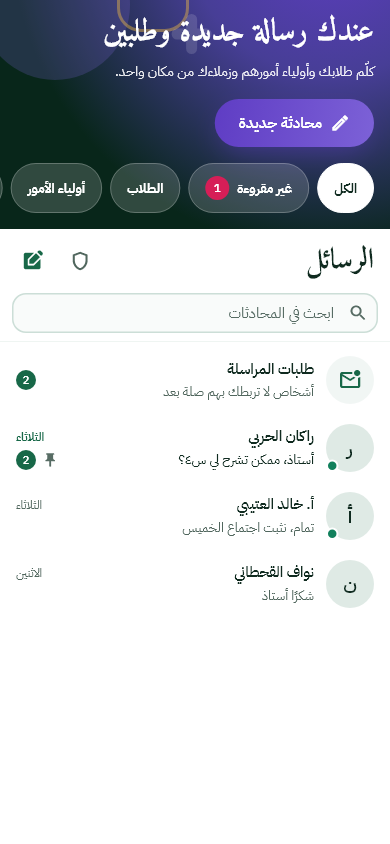 عندك رسالة جديدة وطلبين
كلّم طلابك وأولياء أمورهم وزملاءك من مكان واحد.
محادثة جديدة
الكل
غير مقروءة 1
الطلاب
أولياء الأمور
الرسائل
ابحث في المحادثات
طلبات المراسلة
أشخاص لا تربطك بهم صلة بعد
2
راكان الحربي
الثلاثاء
أستاذ، ممكن تشرح لي س٤؟
2
أ
أ. خالد العتيبي
الثلاثاء
تمام، نثبت اجتماع الخميس
ر
ن
نواف القحطاني
الاثنين
شكرًا أستاذ